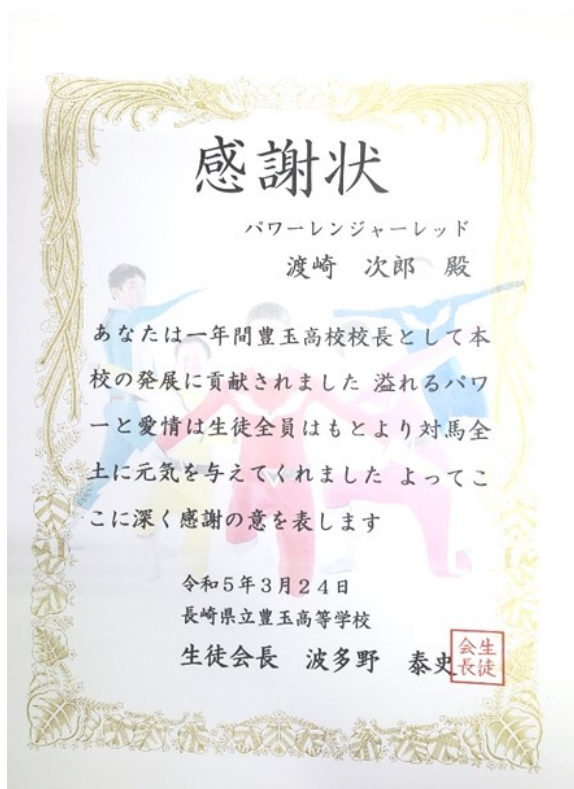 感謝状
パワーレンジャーレッド
渡崎 次郎 殿
あなたは一年間豊玉高校校長として本
校の発展に貢献されました 溢れるパワ
ーと愛情は生徒全員はもとより対馬全
土に元気を与えてくれました よってこ
こに深く感謝の意を表します
令和5年3月24日
長崎県立豊玉高等学校
生徒会長 波多野 泰史
生徒
会長